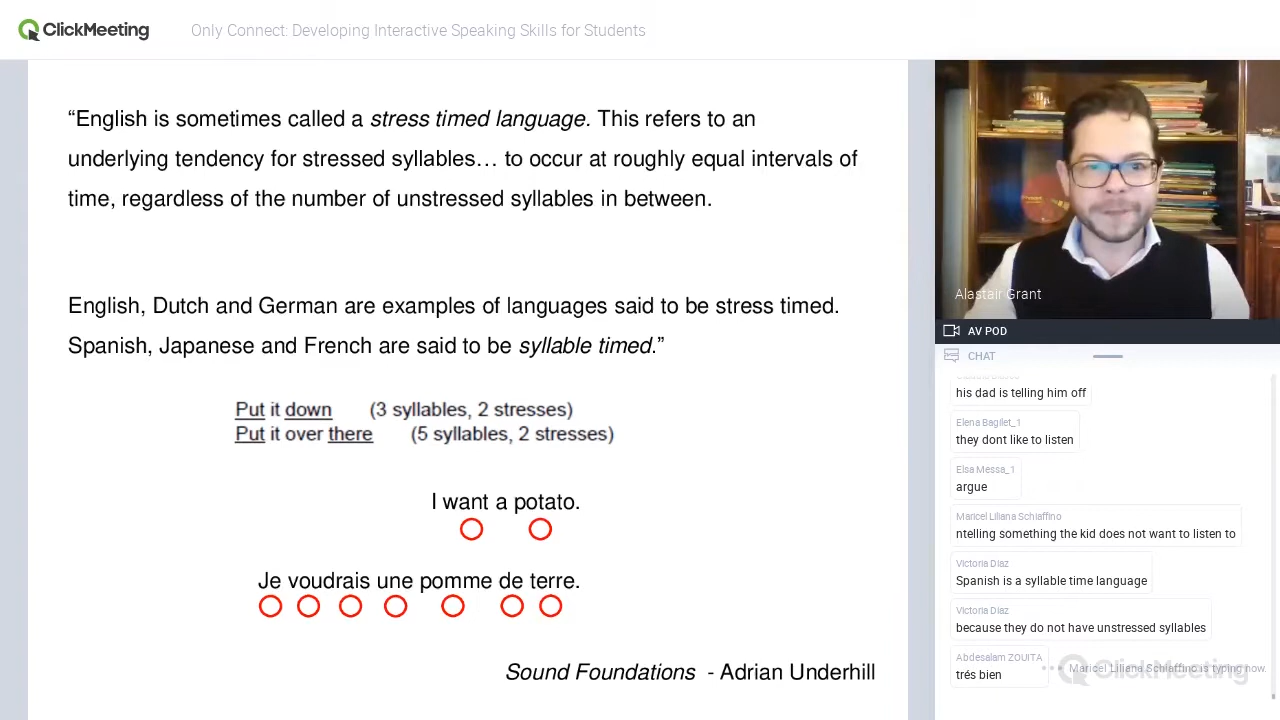 ClickMeeting
Only Connect: Developing Interactive Speaking Skills for Students
“English is sometimes called a stress timed language. This refers to an
underlying tendency for stressed syllables… to occur at roughly equal intervals of
time, regardless of the number of unstressed syllables in between.
English, Dutch and German are examples of languages said to be stress timed.
Spanish, Japanese and French are said to be syllable timed.”
Put it down (3 syllables, 2 stresses)
Put it over there (5 syllables, 2 stresses)
I want a potato.
Je voudrais une pomme de terre.
Sound Foundations - Adrian Underhill
Alastair Grant
AV POD
CHAT
his dad is telling him off
Elena Bagilet_1
they dont like to listen
Elsa Messa_1
argue
Maricel Liliana Schiaffino
ntelling something the kid does not want to listen to
Victoria Diaz
Spanish is a syllable time language
Victoria Diaz
because they do not have unstressed syllables
Abdesalam ZOUITA
trés bien
Maricel Liliana Schiaffino is typing now.
ClickMeeting